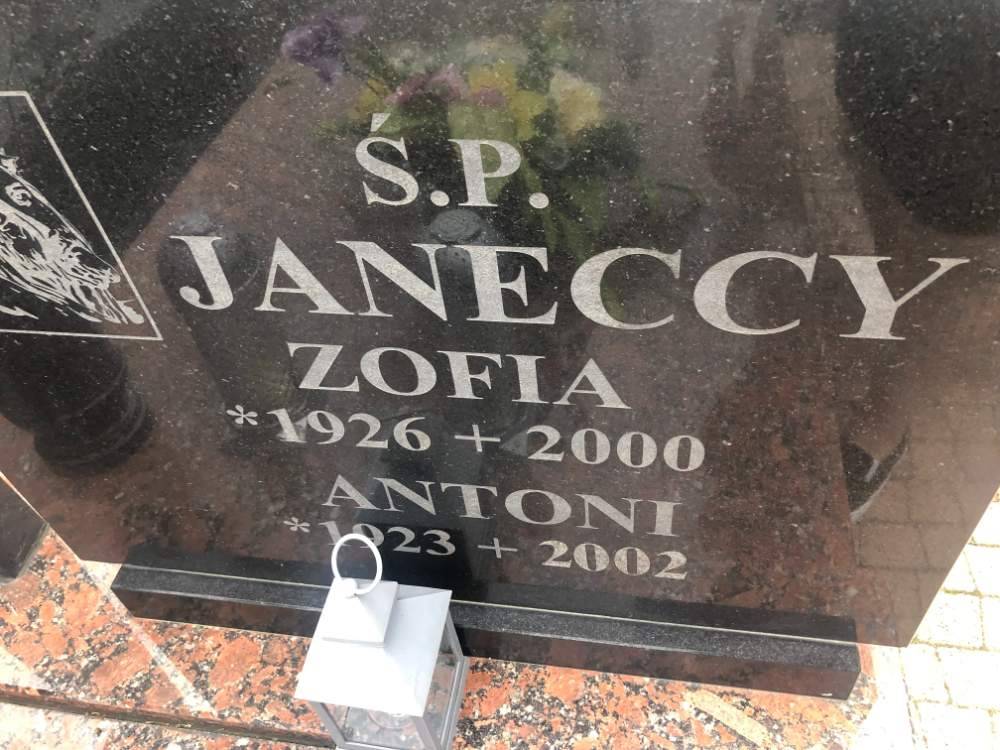 Ś.P.
JANECCY
ZOFIA
*1926 + 2000
ANTONI
*1923 + 2002